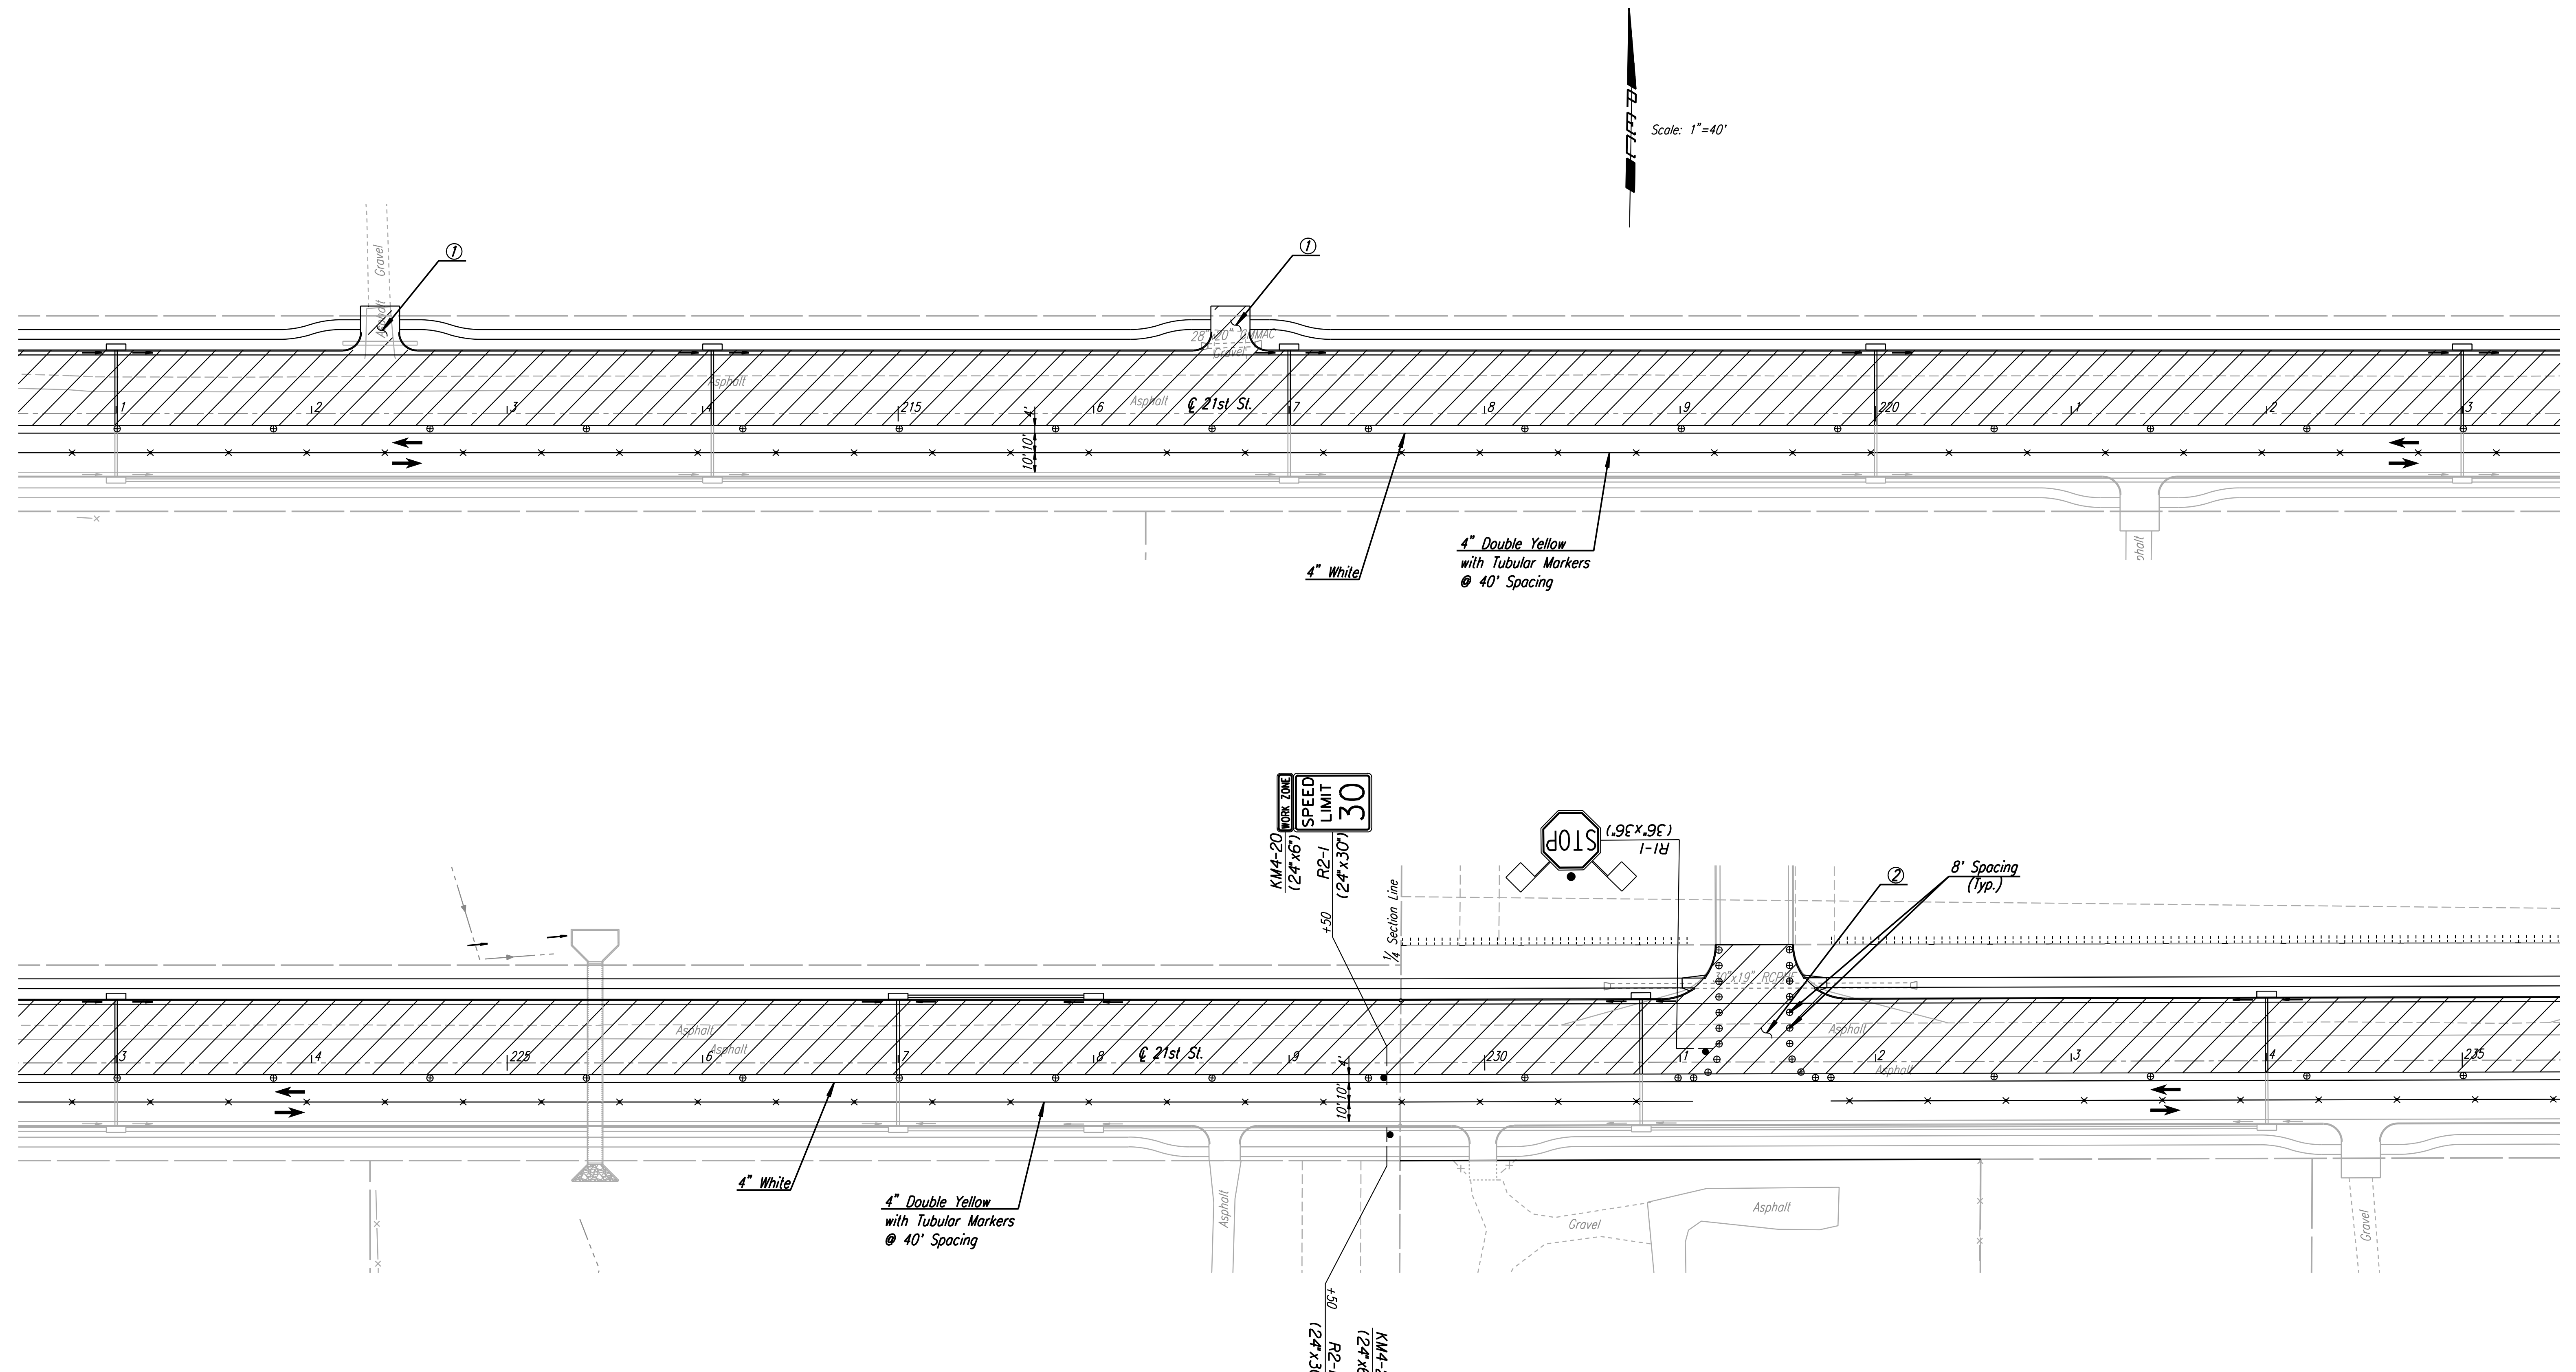 Scale: 1"=40'
①
①
Gravel
Asphalt
28"x20" CMMAC
Gravel
Asphalt
Asphalt
℄ 21st St.
1
2
3
4
215
6
7
8
9
220
1
2
3
4'
10'
10'
4" White
4" Double Yellow
with Tubular Markers
@ 40' Spacing
WORK ZONE
SPEED
LIMIT
30
KM4-20
(24"x6")
R2-1
(24"x30")
+50
1/4 Section Line
STOP
R1-1
(36"x36")
②
8' Spacing
(Typ.)
Asphalt
Asphalt
℄ 21st St.
Asphalt
Asphalt
3
4
225
6
7
8
9
230
1
2
3
4
235
4'
10'
10'
4" White
4" Double Yellow
with Tubular Markers
@ 40' Spacing
Asphalt
Gravel
Asphalt
Gravel
+50